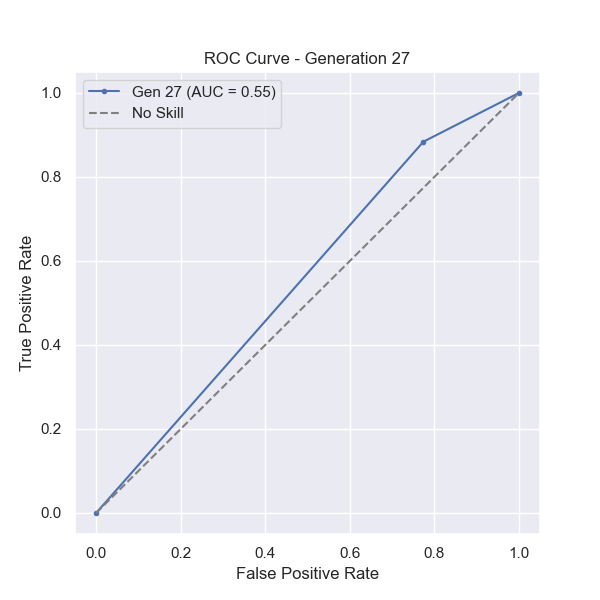 ROC Curve - Generation 27
Gen 27 (AUC = 0.55)
No Skill
1.0
0.8
0.6
0.4
0.2
0.0
True Positive Rate
0.0 0.2 0.4 0.6 0.8 1.0
False Positive Rate